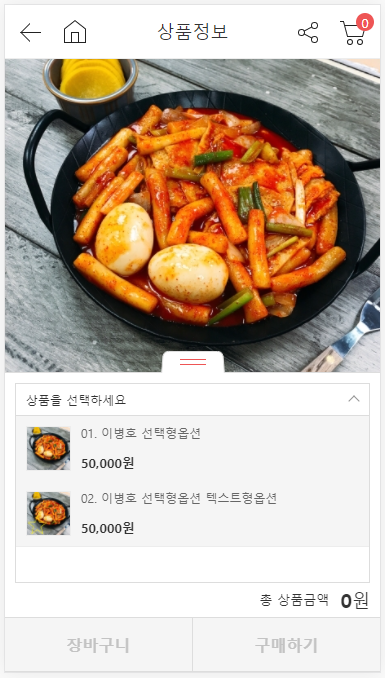 상품정보
0
상품을 선택하세요
01. 이병호 선택형옵션
50,000원
02. 이병호 선택형옵션 텍스트형옵션
50,000원
총 상품금액 0원
장바구니 구매하기